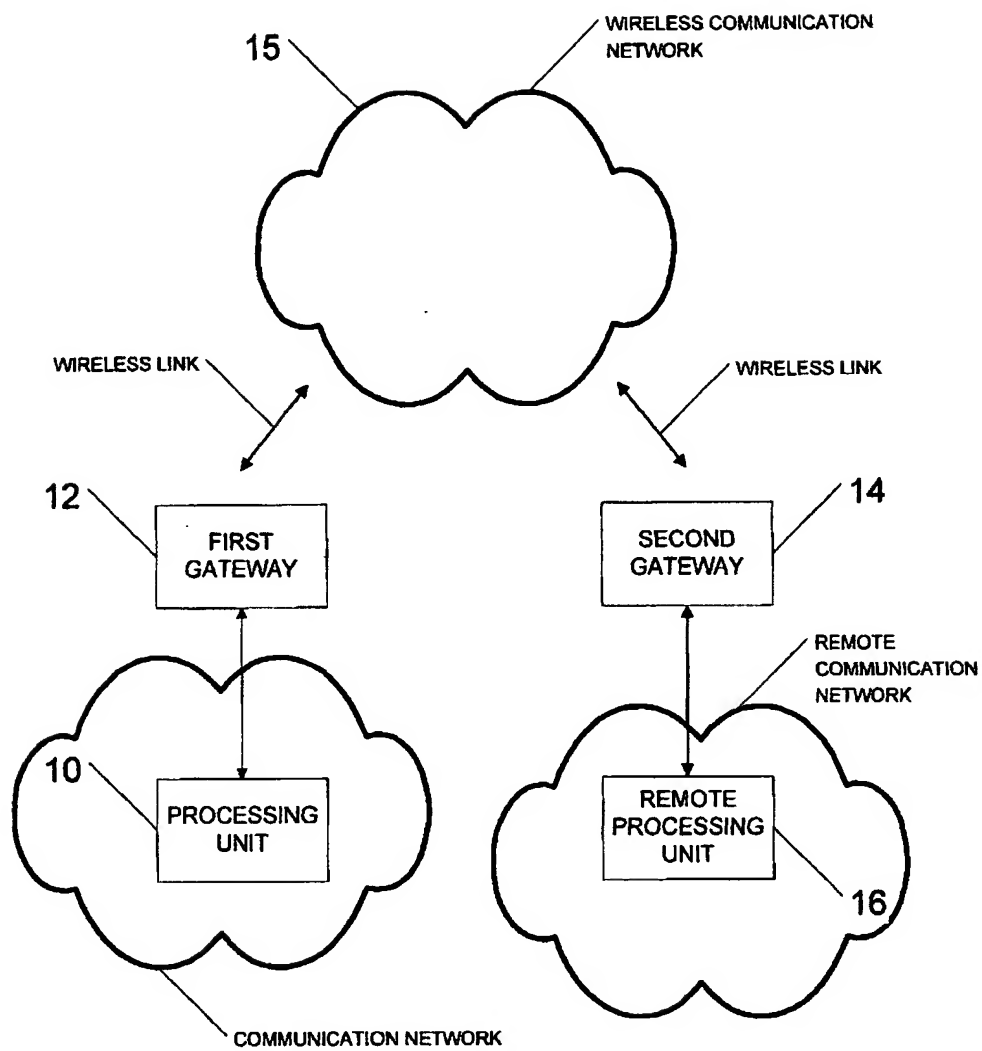 15
WIRELESS COMMUNICATION
NETWORK
WIRELESS LINK
WIRELESS LINK
12
FIRST
GATEWAY
SECOND
GATEWAY
14
REMOTE
COMMUNICATION
NETWORK
10
PROCESSING
UNIT
REMOTE
PROCESSING
UNIT
16
COMMUNICATION NETWORK